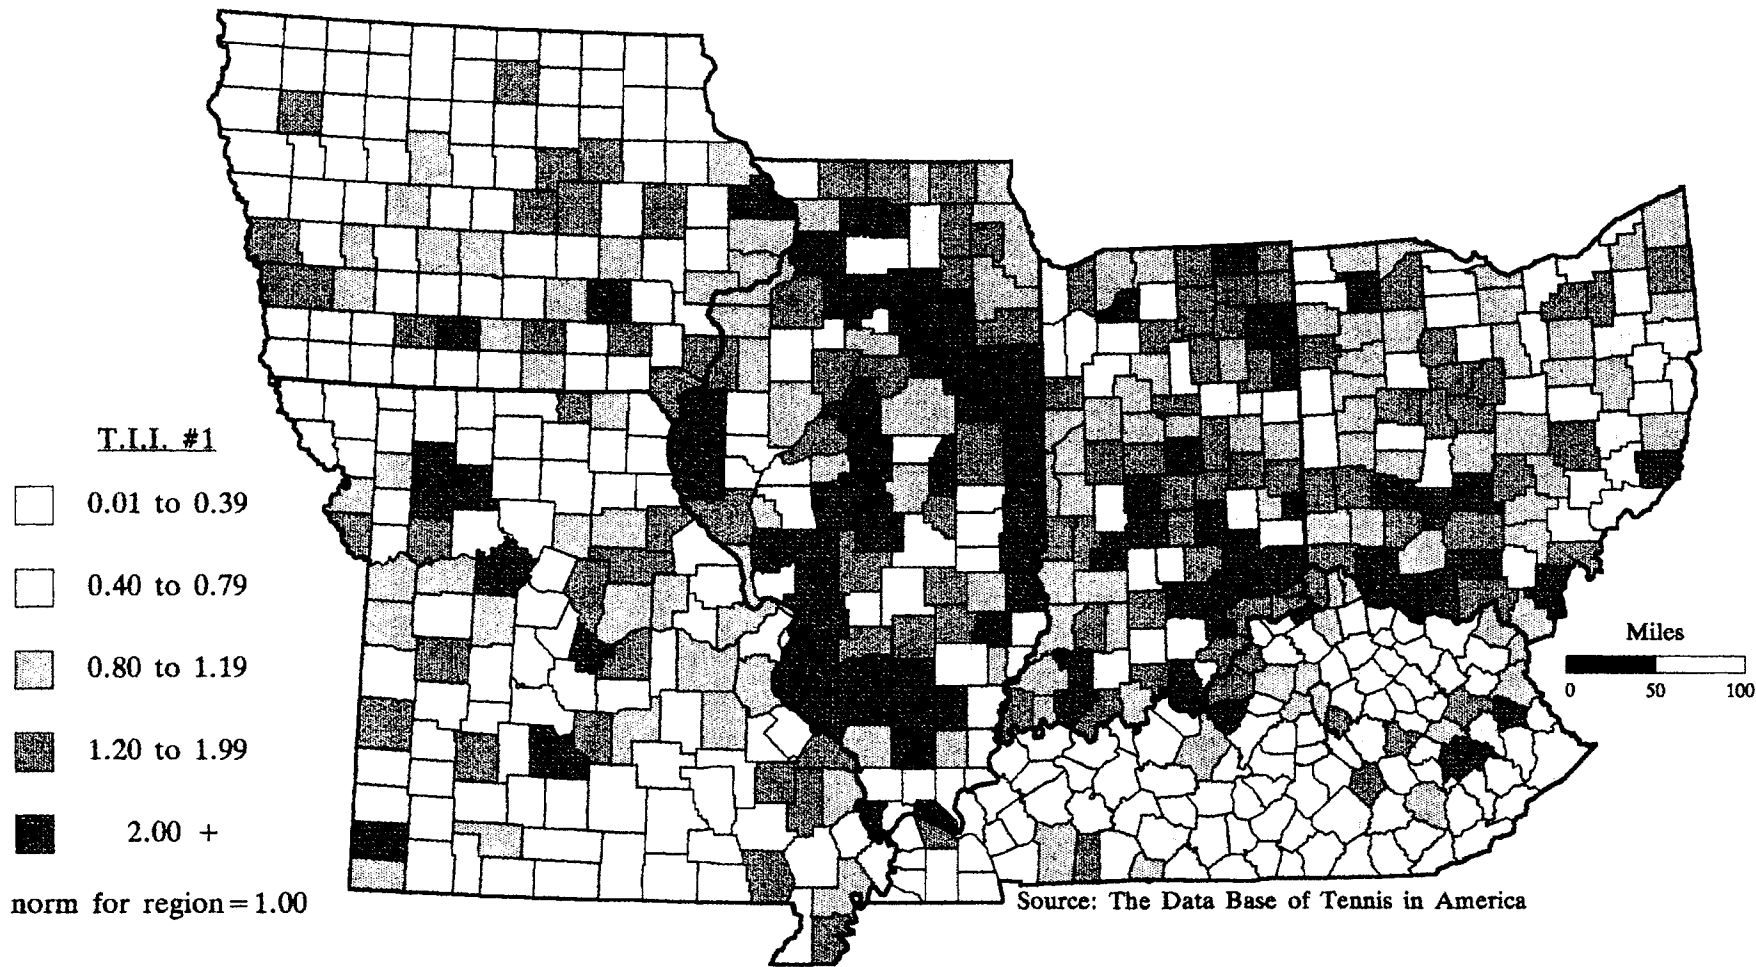 T.I.I. #1
0.01 to 0.39
0.40 to 0.79
0.80 to 1.19
1.20 to 1.99
2.00 +
norm for region=1.00
Miles
0 50 100
Source: The Data Base of Tennis in America